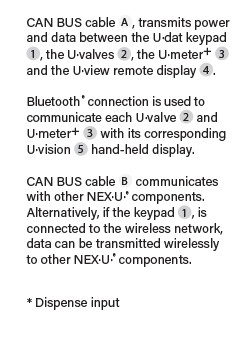 CAN BUS cable A , transmits power
and data between the U·dat keypad
1 , the U·valves 2 , the U·meter+ 3
and the U·view remote display 4 .
Bluetooth® connection is used to
communicate each U·valve 2 and
U·meter+ 3 with its corresponding
U·vision 5 hand-held display.
CAN BUS cable B communicates
with other NEX·U·® components.
Alternatively, if the keypad 1 , is
connected to the wireless network,
data can be transmitted wirelessly
to other NEX·U·® components.
* Dispense input